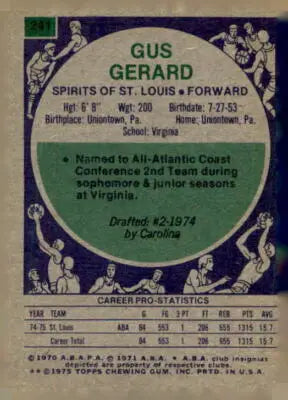 241
GUS
GERARD
SPIRITS OF ST. LOUIS • FORWARD
Hgt: 6' 8" Wgt: 200 Birthdate: 7-27-53
Birthplace: Uniontown, Pa. Home: Uniontown, Pa.
School: Virginia
• Named to All-Atlantic Coast
Conference 2nd Team during
sophomore & junior seasons
at Virginia.
Drafted: #2-1974
by Carolina
CAREER PRO-STATISTICS
YEAR TEAM G FG 3 PT FT REB PTS AVG
74-75 St. Louis ABA 84 553 1 206 655 1315 15.7
Career Total 84 553 1 206 655 1315 15.7
© 1970 A.B.A.P.A. © 1971 A.B.A. • A.B.A. club insignias
depicted are property of respective clubs.
** © 1975 TOPPS CHEWING GUM, INC. PRTD. IN U.S.A.